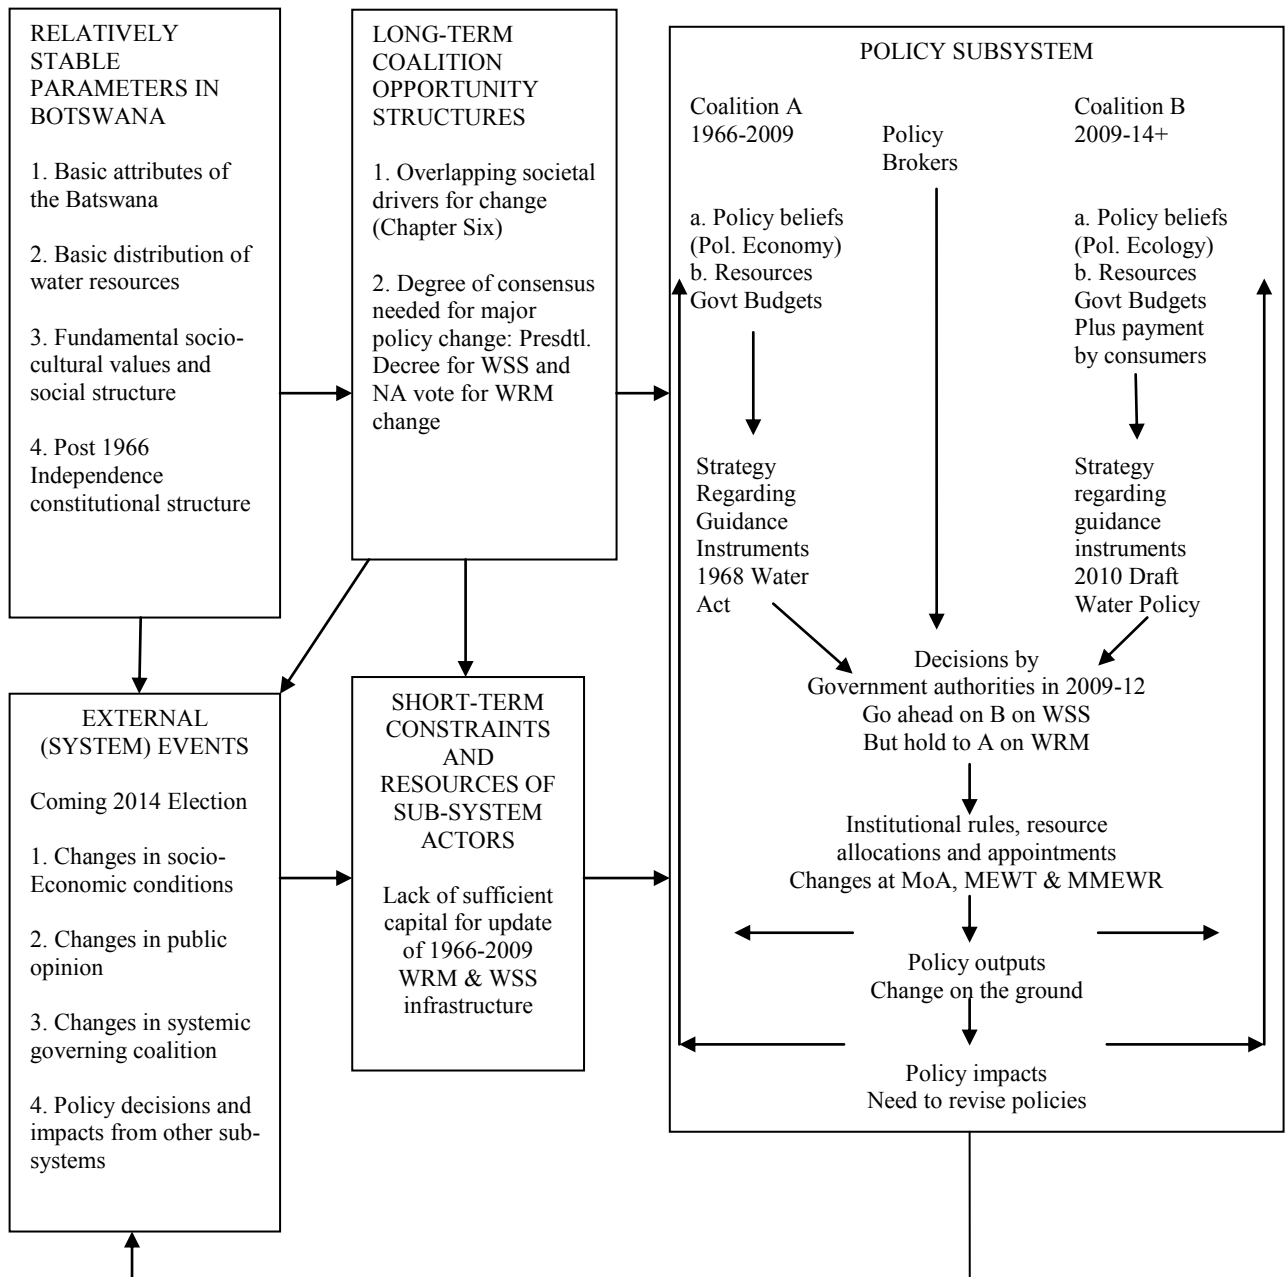 RELATIVELY
STABLE
PARAMETERS IN
BOTSWANA
1. Basic attributes of
the Batswana
2. Basic distribution of
water resources
3. Fundamental socio-
cultural values and
social structure
4. Post 1966
Independence
constitutional structure
LONG-TERM
COALITION
OPPORTUNITY
STRUCTURES
1. Overlapping societal
drivers for change
(Chapter Six)
2. Degree of consensus
needed for major
policy change: Presdtl.
Decree for WSS and
NA vote for WRM
change
EXTERNAL
(SYSTEM) EVENTS
Coming 2014 Election
1. Changes in socio-
Economic conditions
2. Changes in public
opinion
3. Changes in systemic
governing coalition
4. Policy decisions and
impacts from other sub-
systems
SHORT-TERM
CONSTRAINTS
AND
RESOURCES OF
SUB-SYSTEM
ACTORS
Lack of sufficient
capital for update
of 1966-2009
WRM & WSS
infrastructure
POLICY SUBSYSTEM
Coalition A
1966-2009
a. Policy beliefs
(Pol. Economy)
b. Resources
Govt Budgets
Strategy
Regarding
Guidance
Instruments
1968 Water
Act
Policy
Brokers
Coalition B
2009-14+
a. Policy beliefs
(Pol. Ecology)
b. Resources
Govt Budgets
Plus payment
by consumers
Strategy
regarding
guidance
instruments
2010 Draft
Water Policy
Decisions by
Government authorities in 2009-12
Go ahead on B on WSS
But hold to A on WRM
Institutional rules, resource
allocations and appointments
Changes at MoA, MEWT & MMEWR
Policy outputs
Change on the ground
Policy impacts
Need to revise policies